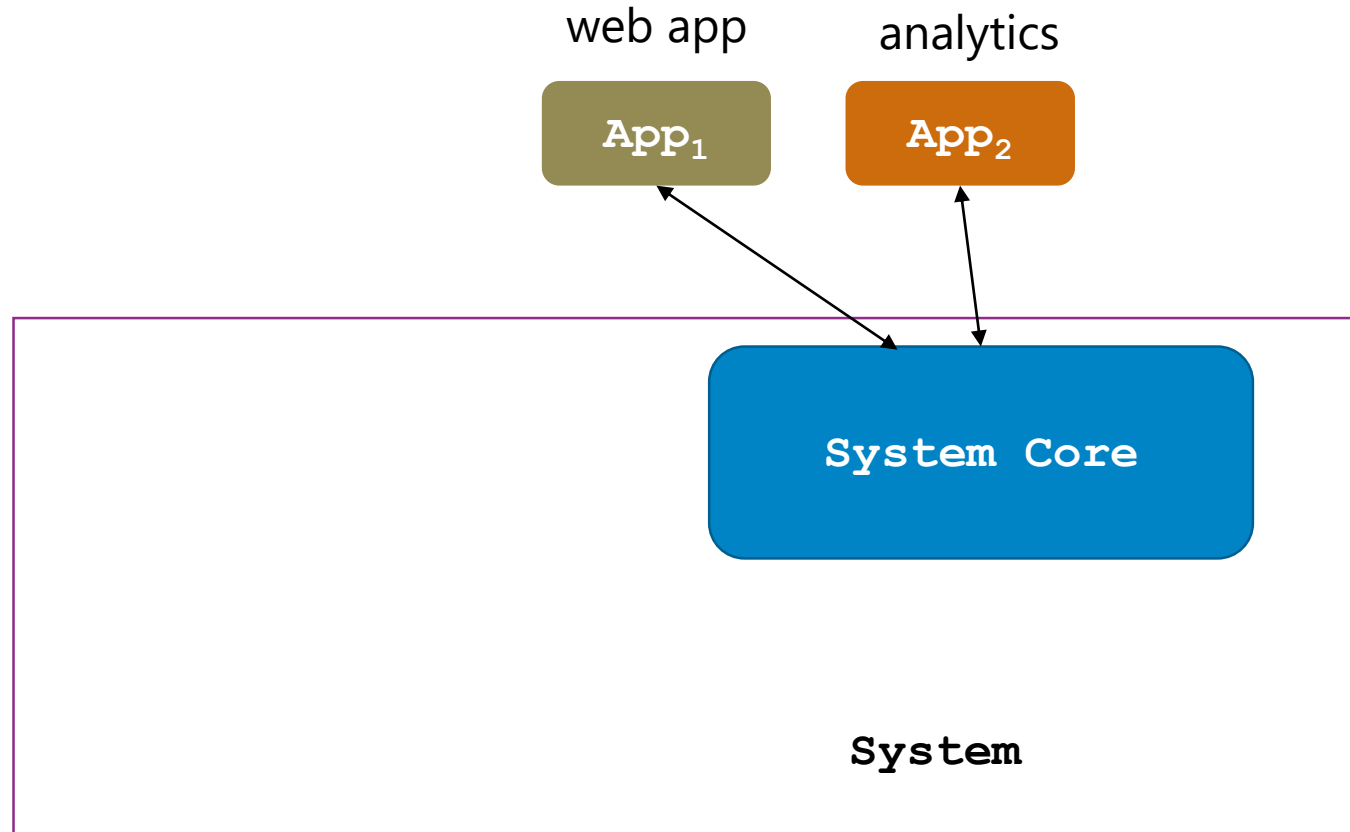 web app
analytics
App₁
App₂
System Core
System